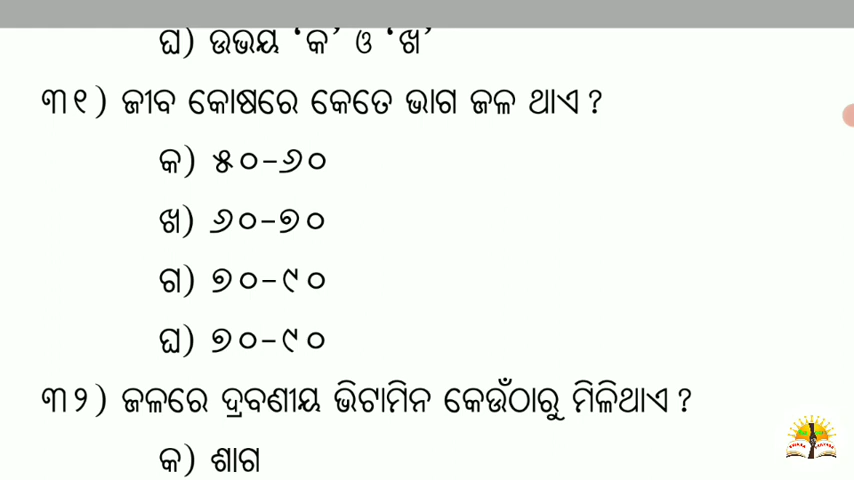 ଘ) ଉଭୟ ‘କ’ ଓ ‘ଖ’
୩୧) ଜୀବ କୋଷରେ କେତେ ଭାଗ ଜଳ ଥାଏ ?
କ) ୫୦-୬୦
ଖ) ୬୦-୭୦
ଗ) ୭୦-୯୦
ଘ) ୭୦-୯୦
୩୨) ଜଳରେ ଦ୍ରବଣୀୟ ଭିଟାମିନ କେଉଁଠାରୁ ମିଳିଥାଏ ?
କ) ଶାଗ